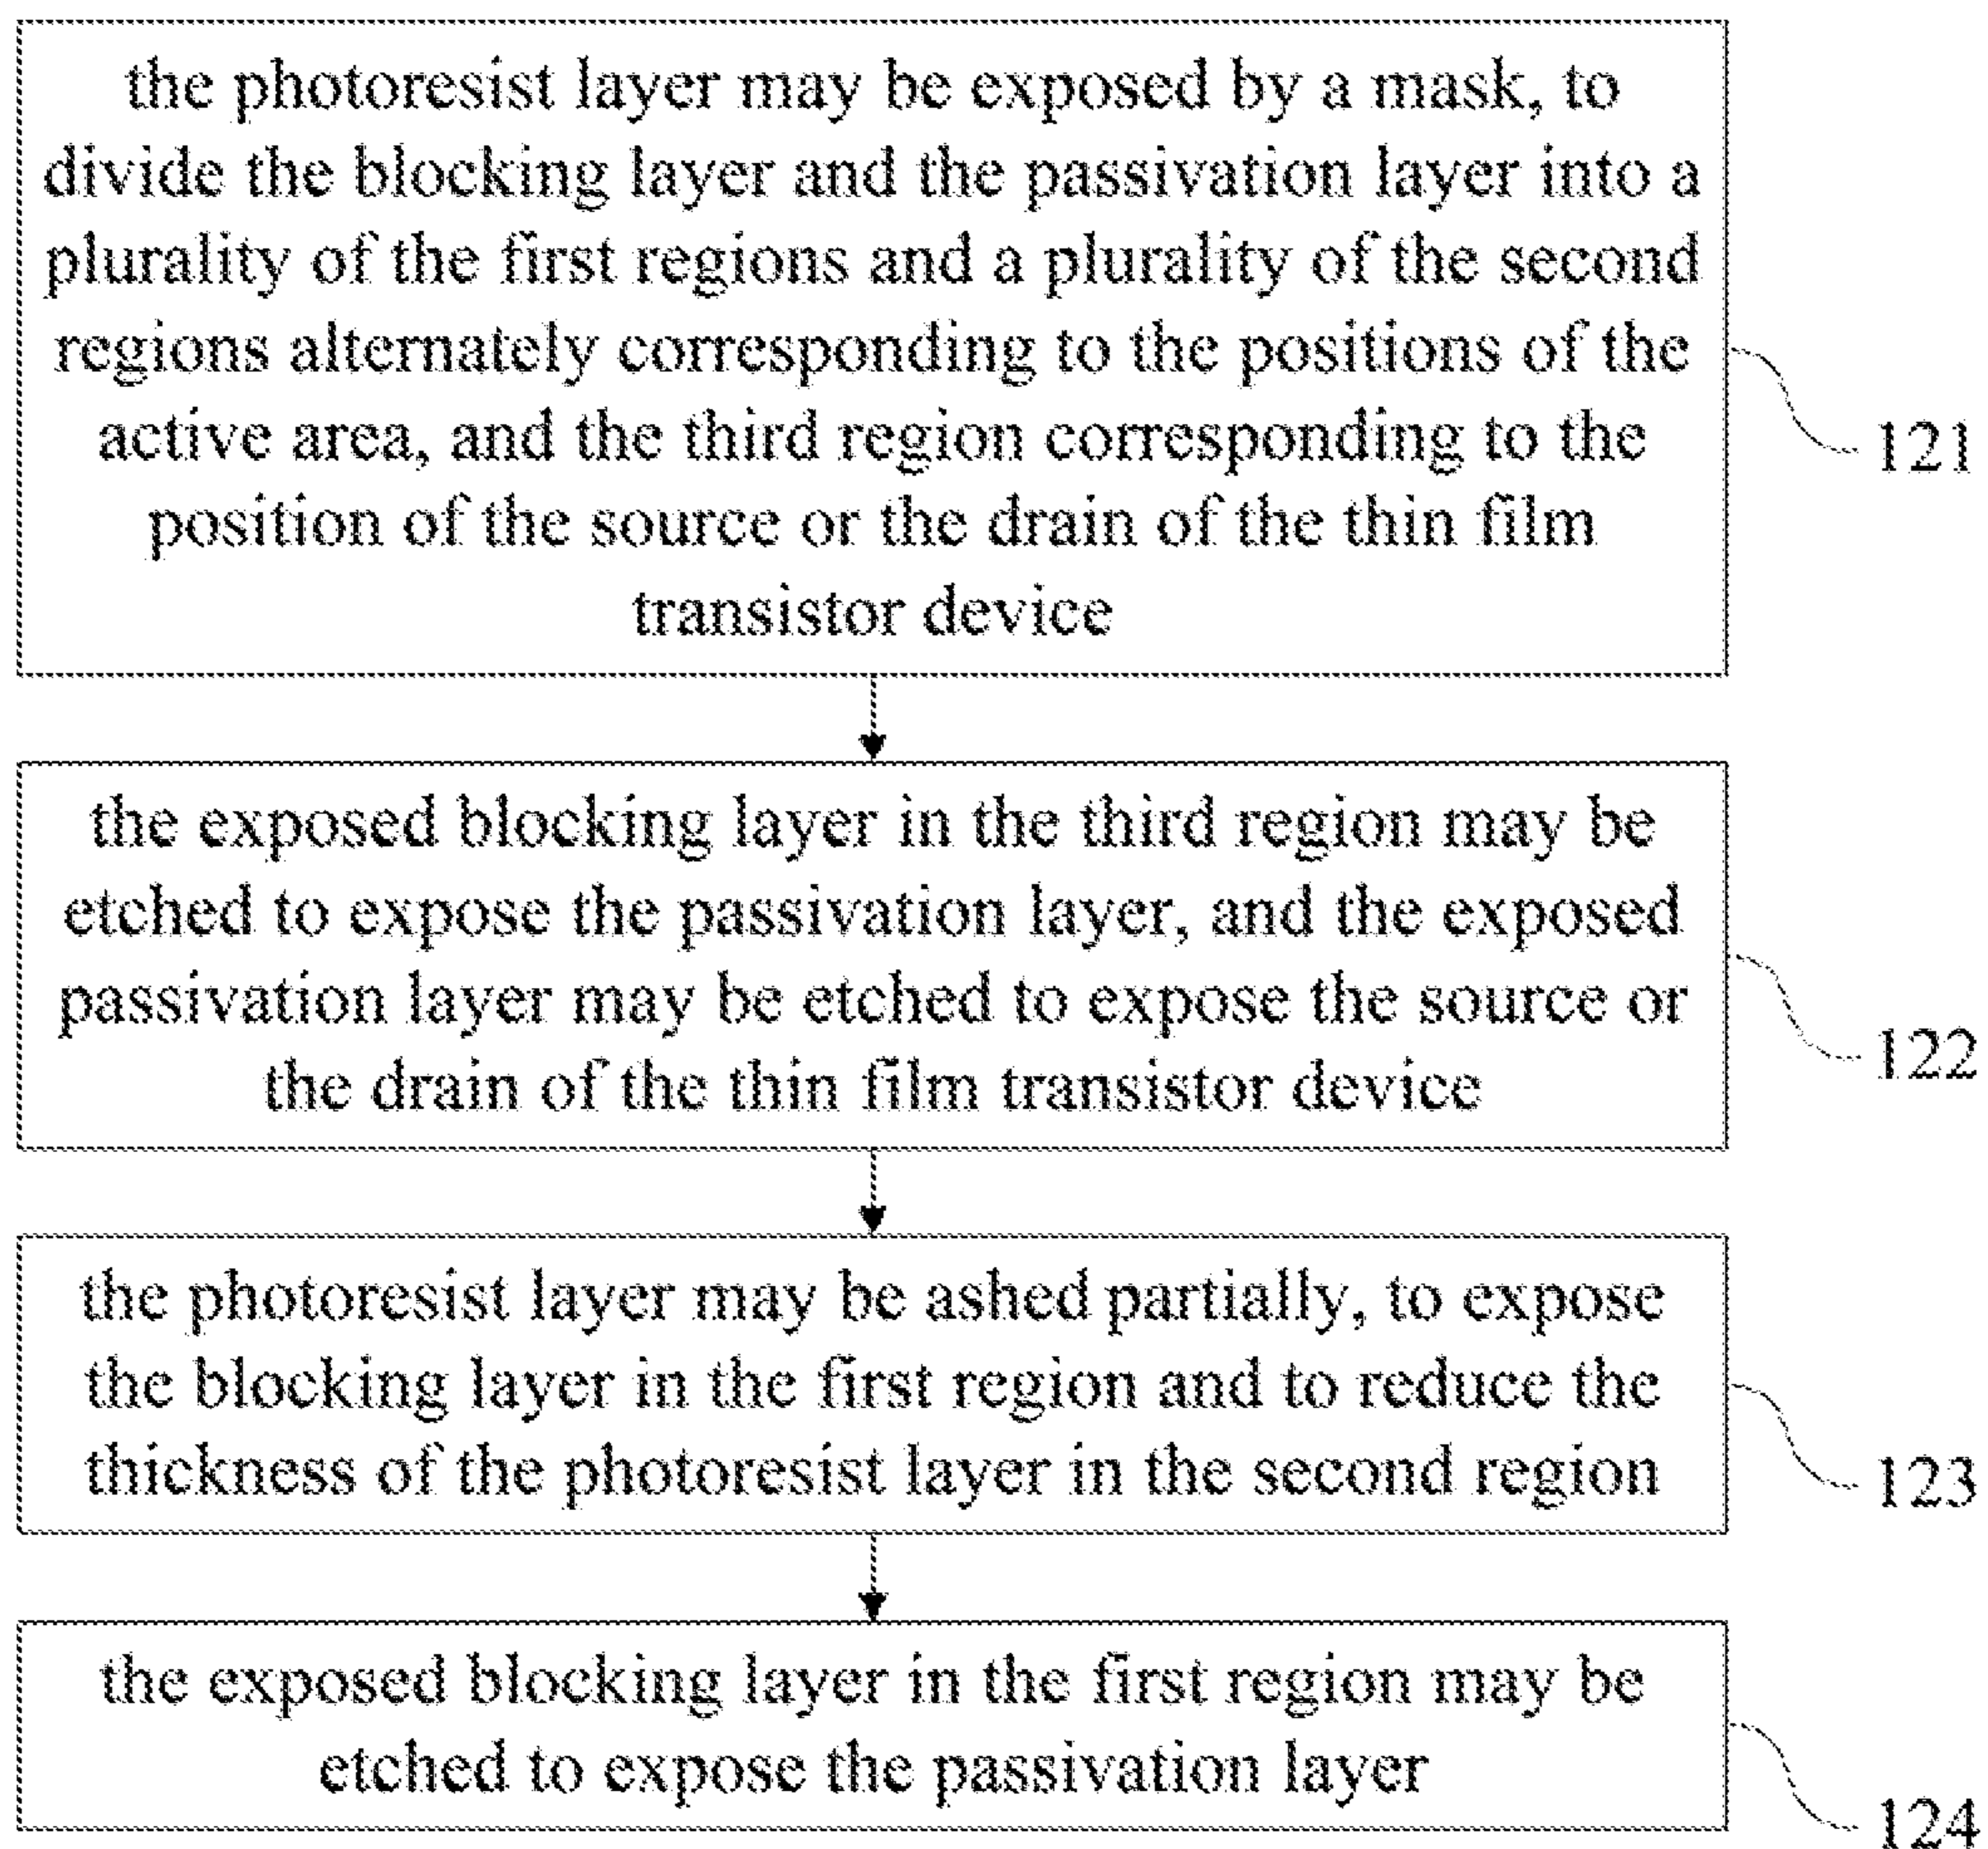 the photoresist layer may be exposed by a mask, to
divide the blocking layer and the passivation layer into a
plurality of the first regions and a plurality of the second
regions alternately corresponding to the positions of the
active area, and the third region corresponding to the
position of the source or the drain of the thin film
transistor device
121
the exposed blocking layer in the third region may be
etched to expose the passivation layer, and the exposed
passivation layer may be etched to expose the source or
the drain of the thin film transistor device
122
the photoresist layer may be ashed partially, to expose
the blocking layer in the first region and to reduce the
thickness of the photoresist layer in the second region
123
the exposed blocking layer in the first region may be
etched to expose the passivation layer
124